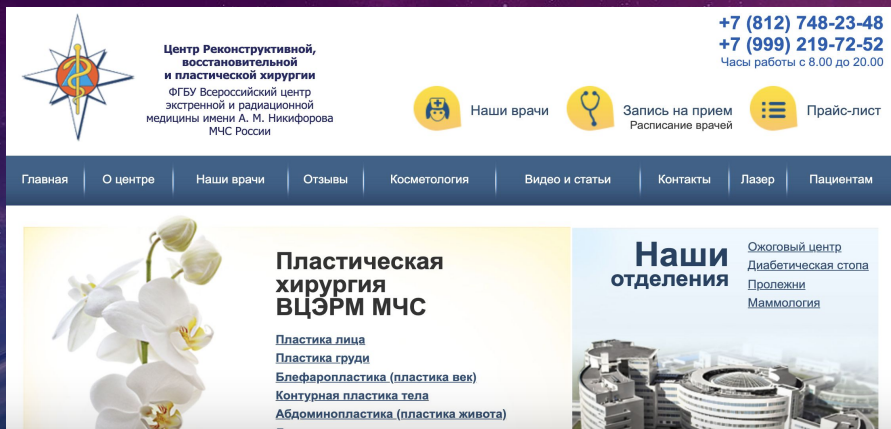 +7 (812) 748-23-48
+7 (999) 219-72-52
Часы работы с 8.00 до 20.00
Центр Реконструктивной,
восстановительной
и пластической хирургии
ФГБУ Всероссийский центр
экстренной и радиационной
медицины имени А. М. Никифорова
МЧС России
Наши врачи
Запись на прием
Расписание врачей
Прайс-лист
Главная О центре Наши врачи Отзывы Косметология Видео и статьи Контакты Лазер Пациентам
Пластическая
хирургия
ВЦЭРМ МЧС
Пластика лица
Пластика груди
Блефаропластика (пластика век)
Контурная пластика тела
Абдоминопластика (пластика живота)
Наши
отделения
Ожоговый центр
Диабетическая стопа
Пролежни
Маммология